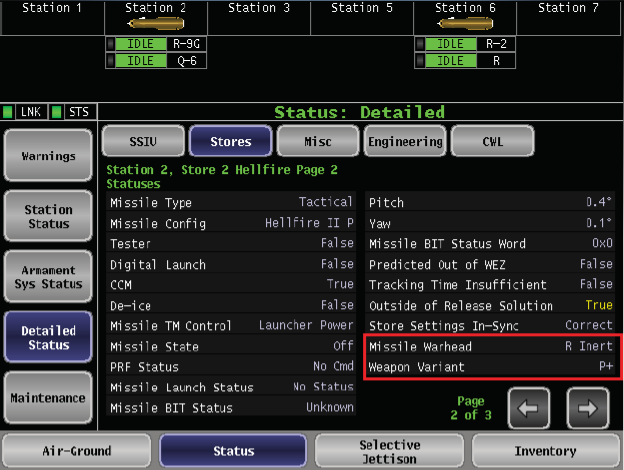 Station 1 Station 2 Station 3 Station 5 Station 6 Station 7
IDLE R-9G IDLE R-2
IDLE Q-6 IDLE R
LNK STS Status: Detailed
SSIU Stores Misc Engineering CWL
Warnings
Station 2, Store 2 Hellfire Page 2
Statuses
Missile Type Tactical Pitch 0.4°
Station
Status
Missile Config Hellfire II P Yaw 0.1°
Tester False Missile BIT Status Word 0x0
Digital Launch False Predicted Out of WEZ False
Armament
Sys Status
CCM True Tracking Time Insufficient False
De-ice False Outside of Release Solution True
Detailed
Status
Missile TM Control Launcher Power Store Settings In-Sync Correct
Missile State Off Missile Warhead R Inert
PRF Status No Cmd Weapon Variant P+
Maintenance
Missile Launch Status No Status
Missile BIT Status Unknown
Page
2 of 3
Air-Ground Status Selective
Jettison Inventory